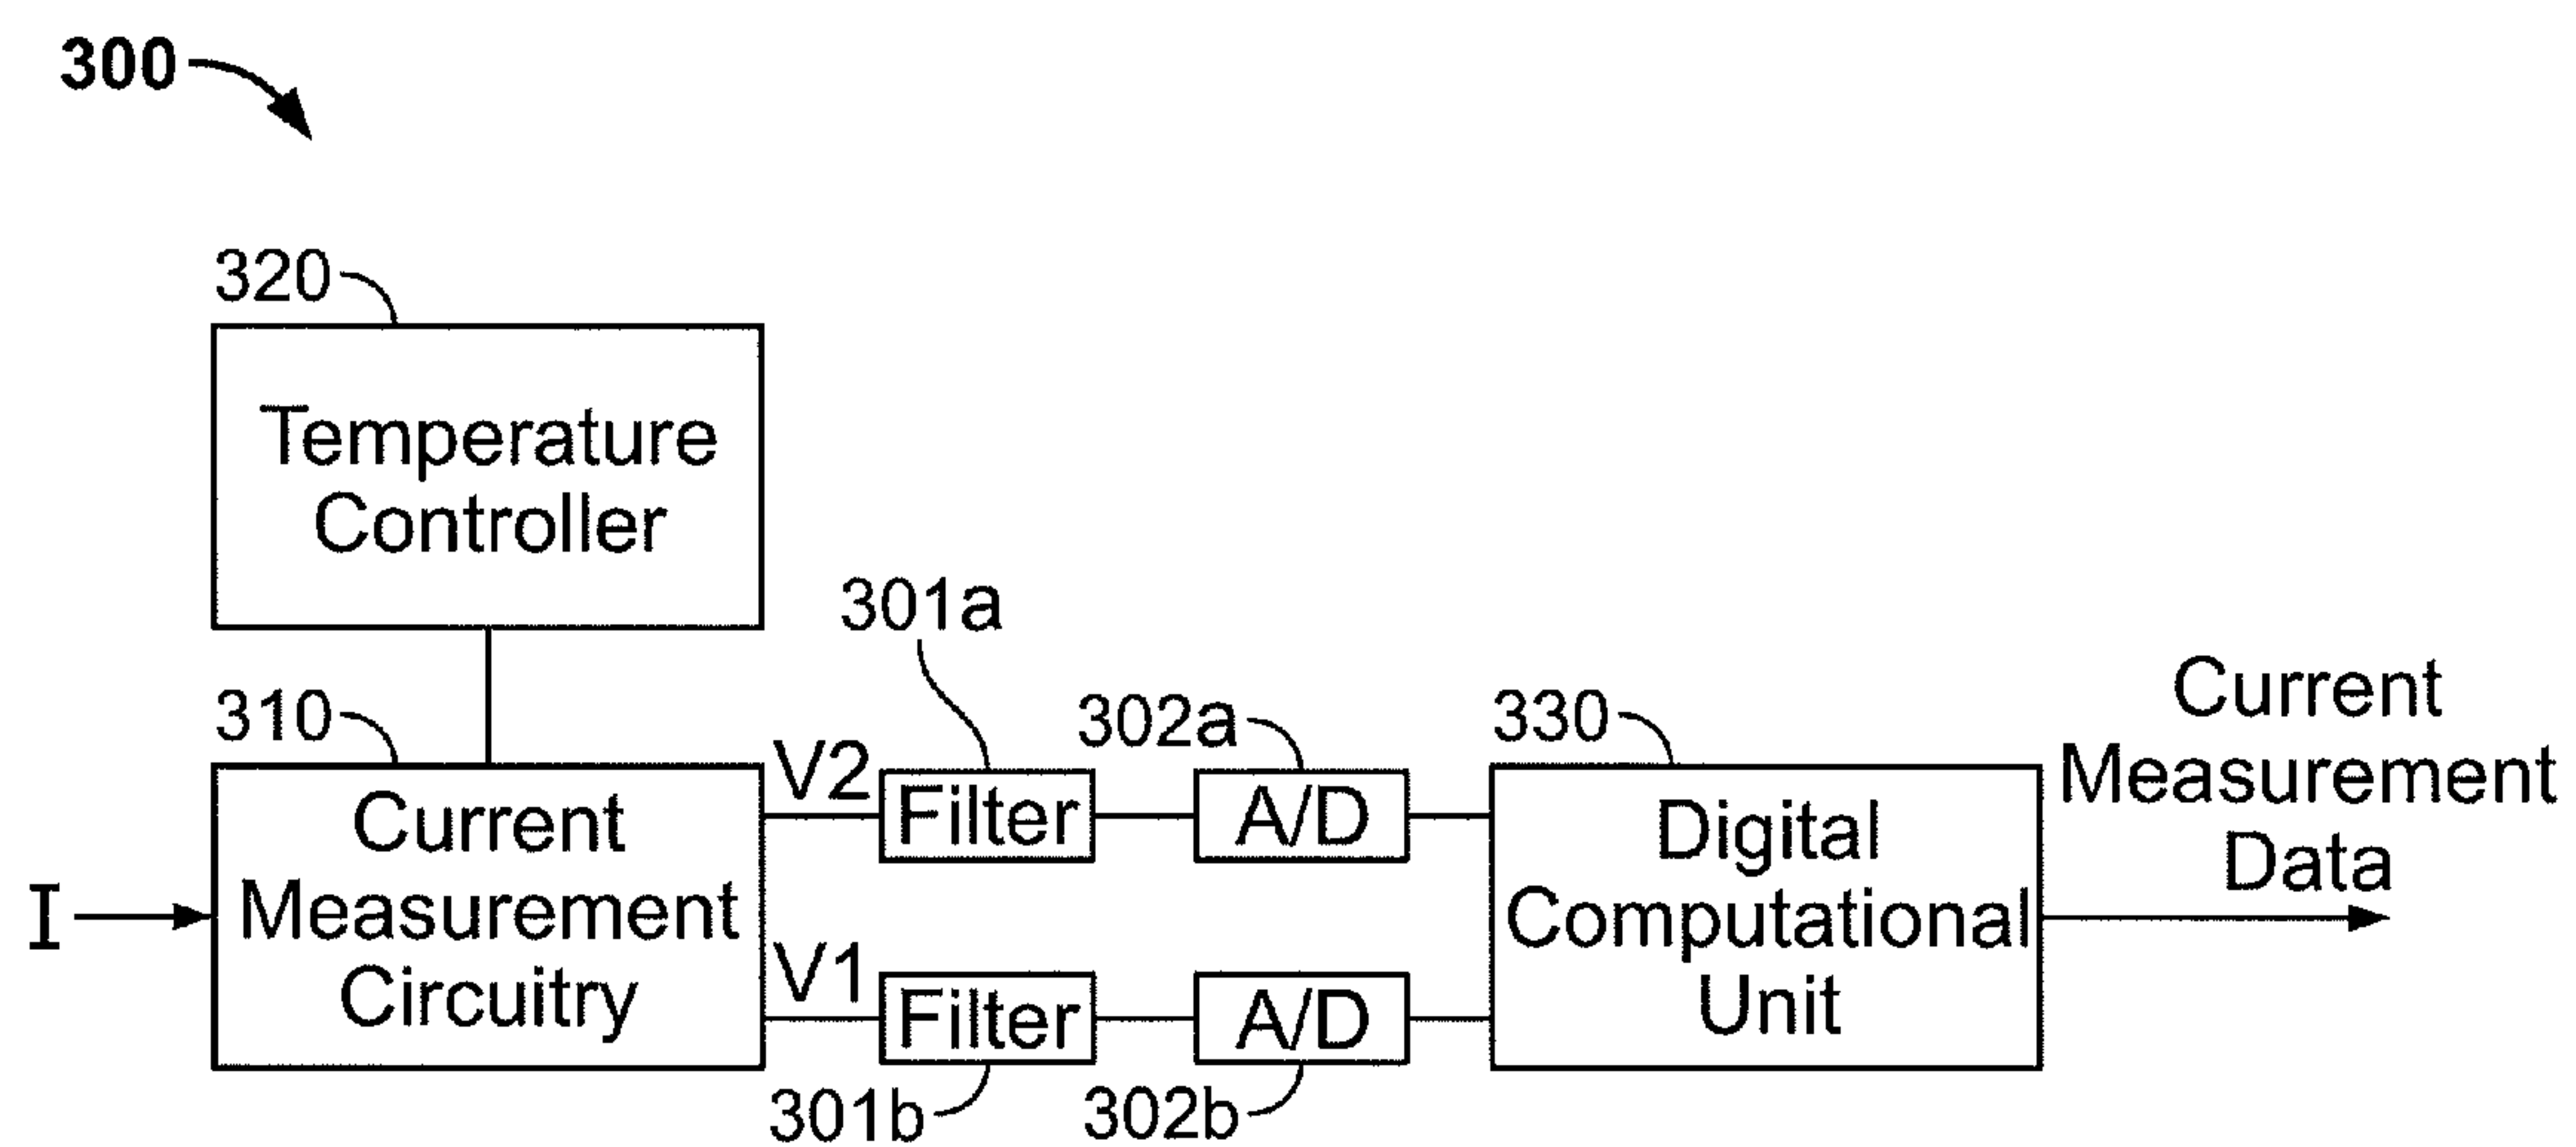 300
320
Temperature
Controller
301a
310
302a
330
Current
Measurement
Data
V2
Filter
A/D
Current
Measurement
Circuitry
Digital
Computational
Unit
I
V1
Filter
A/D
301b
302b